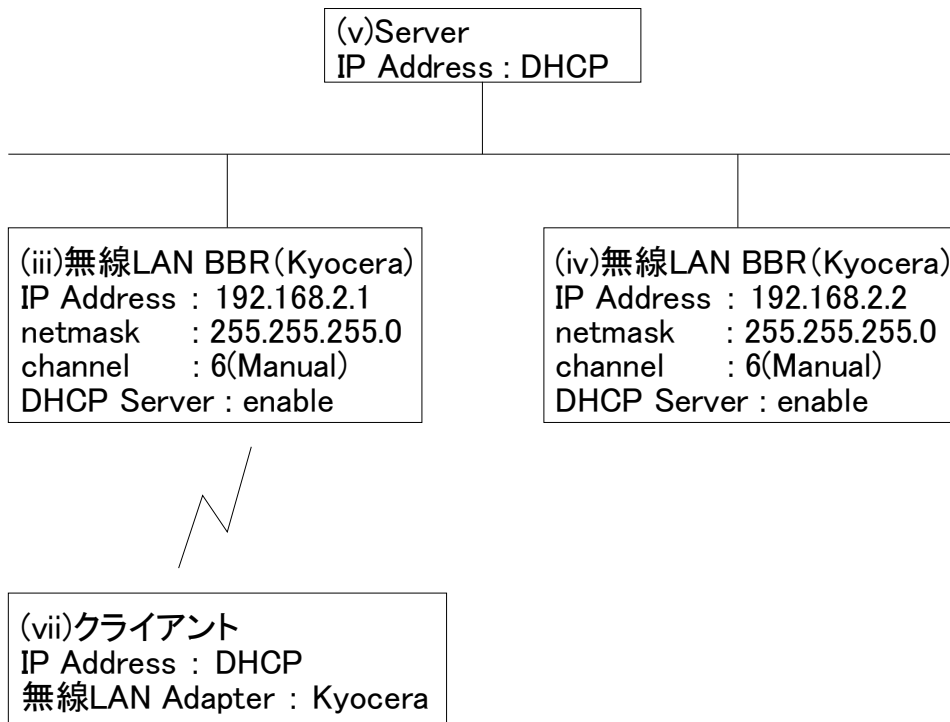 (v)Server
IP Address : DHCP
(iii)無線LAN BBR(Kyocera)
IP Address : 192.168.2.1
netmask : 255.255.255.0
channel : 6(Manual)
DHCP Server : enable
(iv)無線LAN BBR(Kyocera)
IP Address : 192.168.2.2
netmask : 255.255.255.0
channel : 6(Manual)
DHCP Server : enable
(vii)クライアント
IP Address : DHCP
無線LAN Adapter : Kyocera